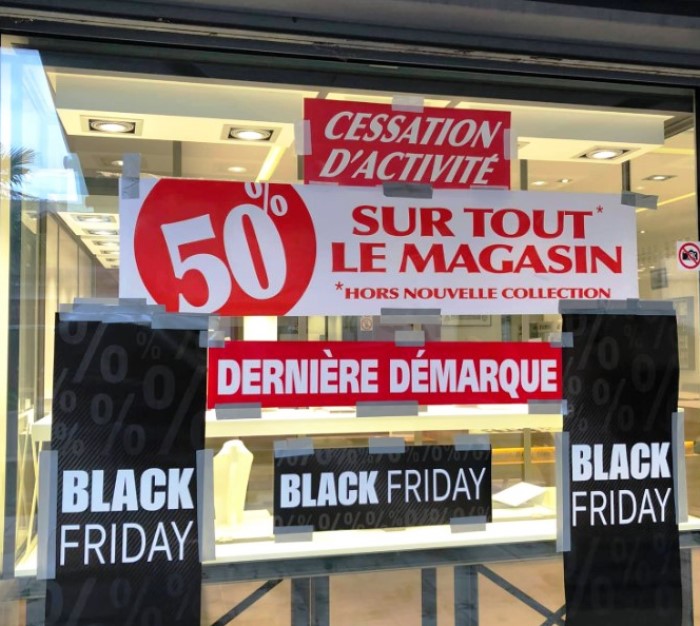 CESSATION
D'ACTIVITÉ
50%
SUR TOUT*
LE MAGASIN
*HORS NOUVELLE COLLECTION
DERNIÈRE DÉMARQUE
BLACK
FRIDAY
BLACK FRIDAY
BLACK
FRIDAY